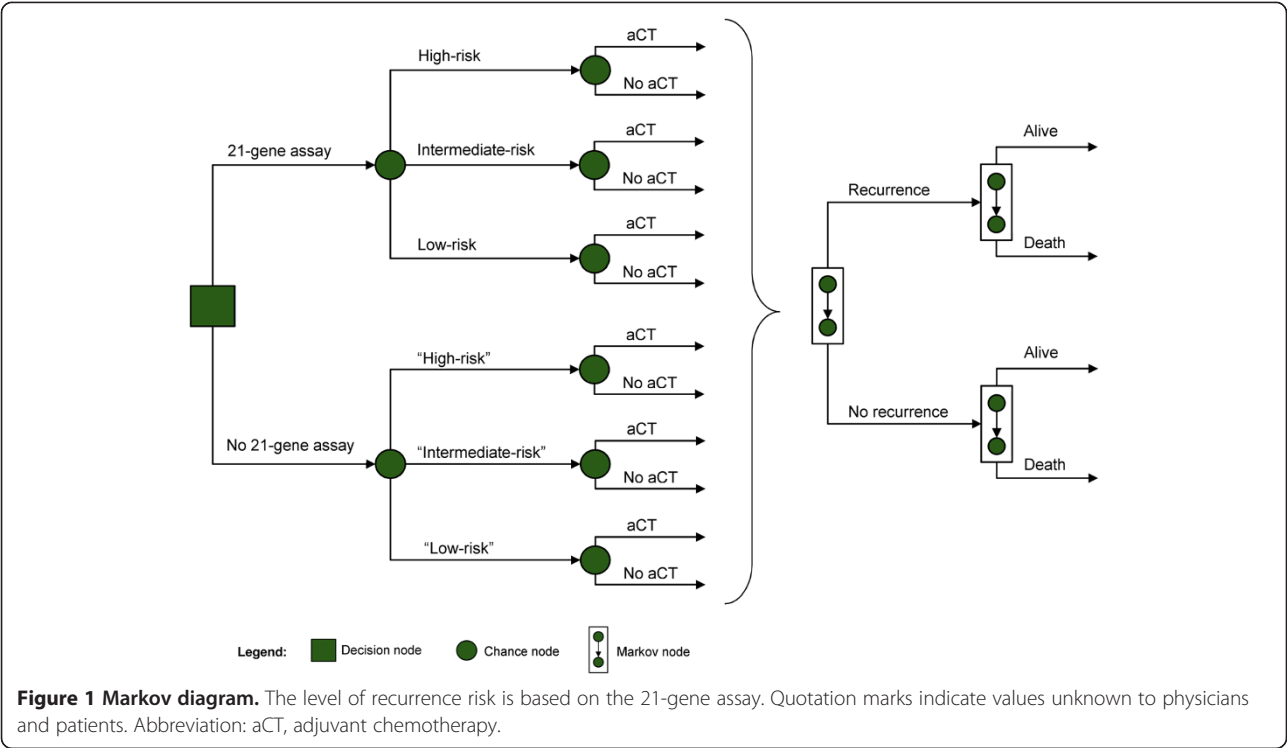 aCT
High-risk
No aCT
aCT
21-gene assay
Intermediate-risk
No aCT
aCT
Low-risk
No aCT
aCT
“High-risk”
No aCT
aCT
No 21-gene assay
“Intermediate-risk”
No aCT
aCT
“Low-risk”
No aCT
Alive
Recurrence
Death
Alive
No recurrence
Death
Legend: Decision node Chance node Markov node
Figure 1 Markov diagram. The level of recurrence risk is based on the 21-gene assay. Quotation marks indicate values unknown to physicians
and patients. Abbreviation: aCT, adjuvant chemotherapy.